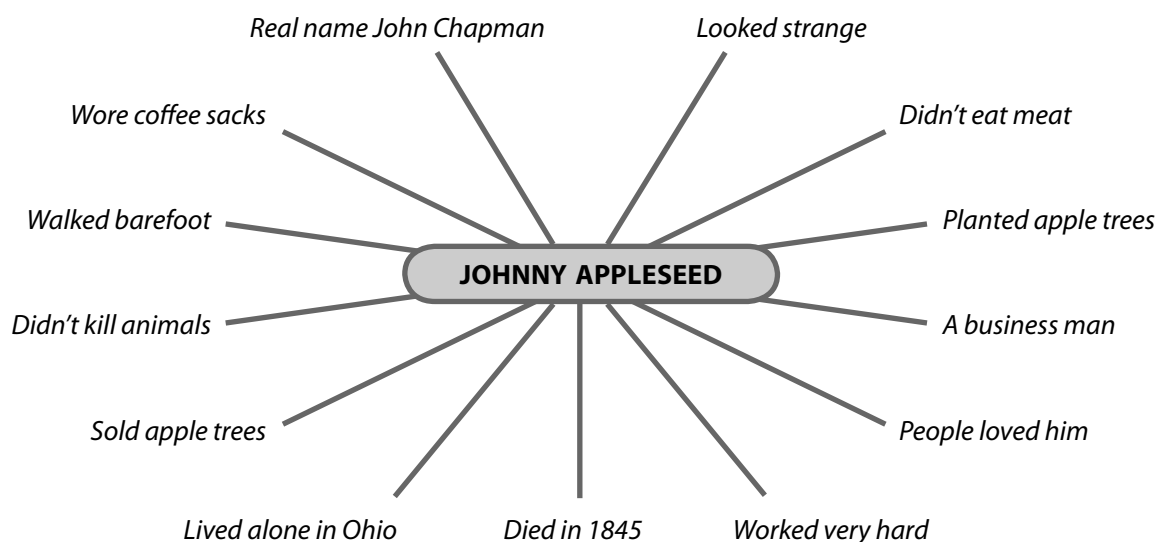 Real name John Chapman
Looked strange
Wore coffee sacks
Didn’t eat meat
Walked barefoot
Planted apple trees
JOHNNY APPLESEED
Didn’t kill animals
A business man
Sold apple trees
People loved him
Lived alone in Ohio
Died in 1845
Worked very hard